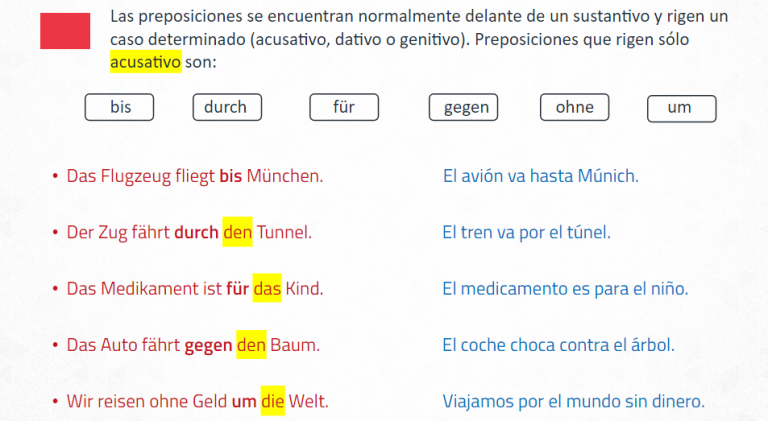 Las preposiciones se encuentran normalmente delante de un sustantivo y rigen un
caso determinado (acusativo, dativo o genitivo). Preposiciones que rigen sólo
acusativo son:
bis durch für gegen ohne um
• Das Flugzeug fliegt bis München. El avión va hasta Múnich.
• Der Zug fährt durch den Tunnel. El tren va por el túnel.
• Das Medikament ist für das Kind. El medicamento es para el niño.
• Das Auto fährt gegen den Baum. El coche choca contra el árbol.
• Wir reisen ohne Geld um die Welt. Viajamos por el mundo sin dinero.